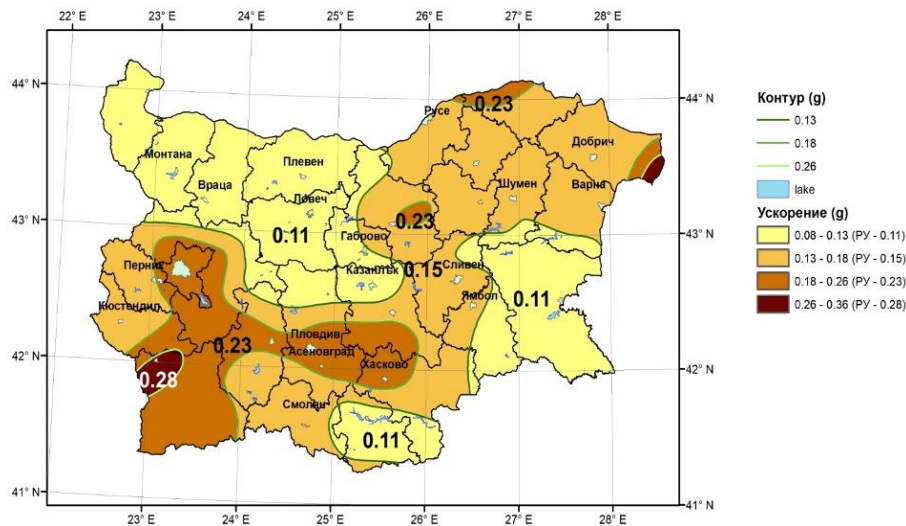 22° E 23° E 24° E 25° E 26° E 27° E 28° E
44° N 44° N
43° N 43° N
42° N 42° N
41° N 41° N
23° E 24° E 25° E 26° E 27° E 28° E
Русе
0.23
Добрич
Монтана
Плевен
Враца
Шумен
Варна
Ловеч
0.23
0.11
Габрово
Перник
Казанлък
0.15
Сливен
Ямбол
0.11
Кюстендил
Пловдив
0.23
Асеновград
Хасково
0.28
Смолян
0.11
Контур (g)
0.13
0.18
0.26
lake
Ускорение (g)
0.08 - 0.13 (РУ - 0.11)
0.13 - 0.18 (РУ - 0.15)
0.18 - 0.26 (РУ - 0.23)
0.26 - 0.36 (РУ - 0.28)